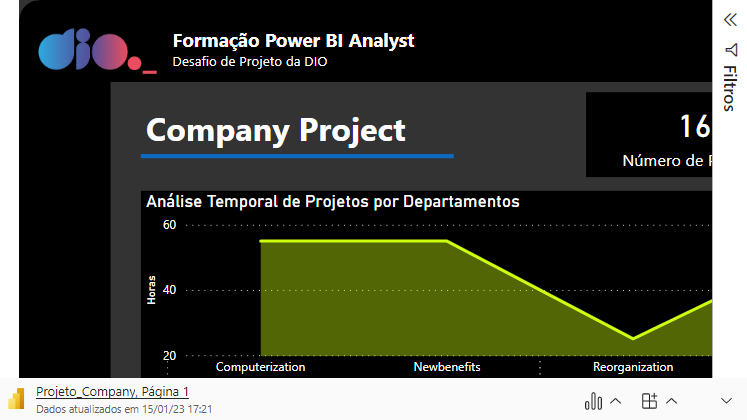 dio._
Formação Power BI Analyst
Desafio de Projeto da DIO
Filtros
Company Project
16
Número de
Análise Temporal de Projetos por Departamentos
Horas
60
40
20
Computerization
Newbenefits
Reorganization
Projeto_Company, Página 1
Dados atualizados em 15/01/23 17:21